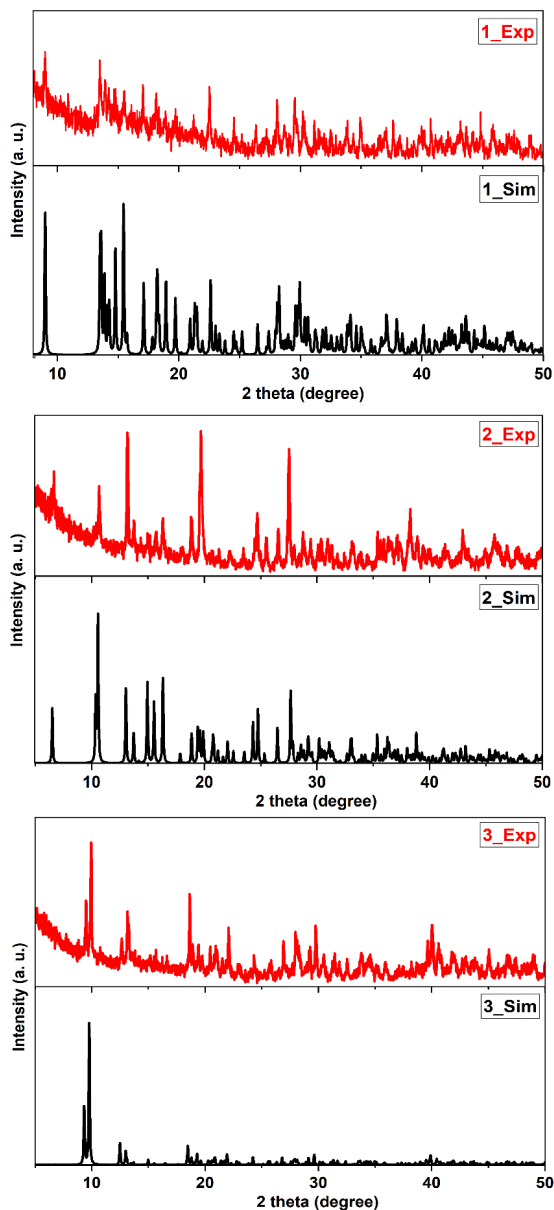 1_Exp
1_Sim
Intensity (a. u.)
10 20 30 40 50
2 theta (degree)
2_Exp
2_Sim
Intensity (a. u.)
10 20 30 40 50
2 theta (degree)
3_Exp
3_Sim
Intensity (a. u.)
10 20 30 40 50
2 theta (degree)